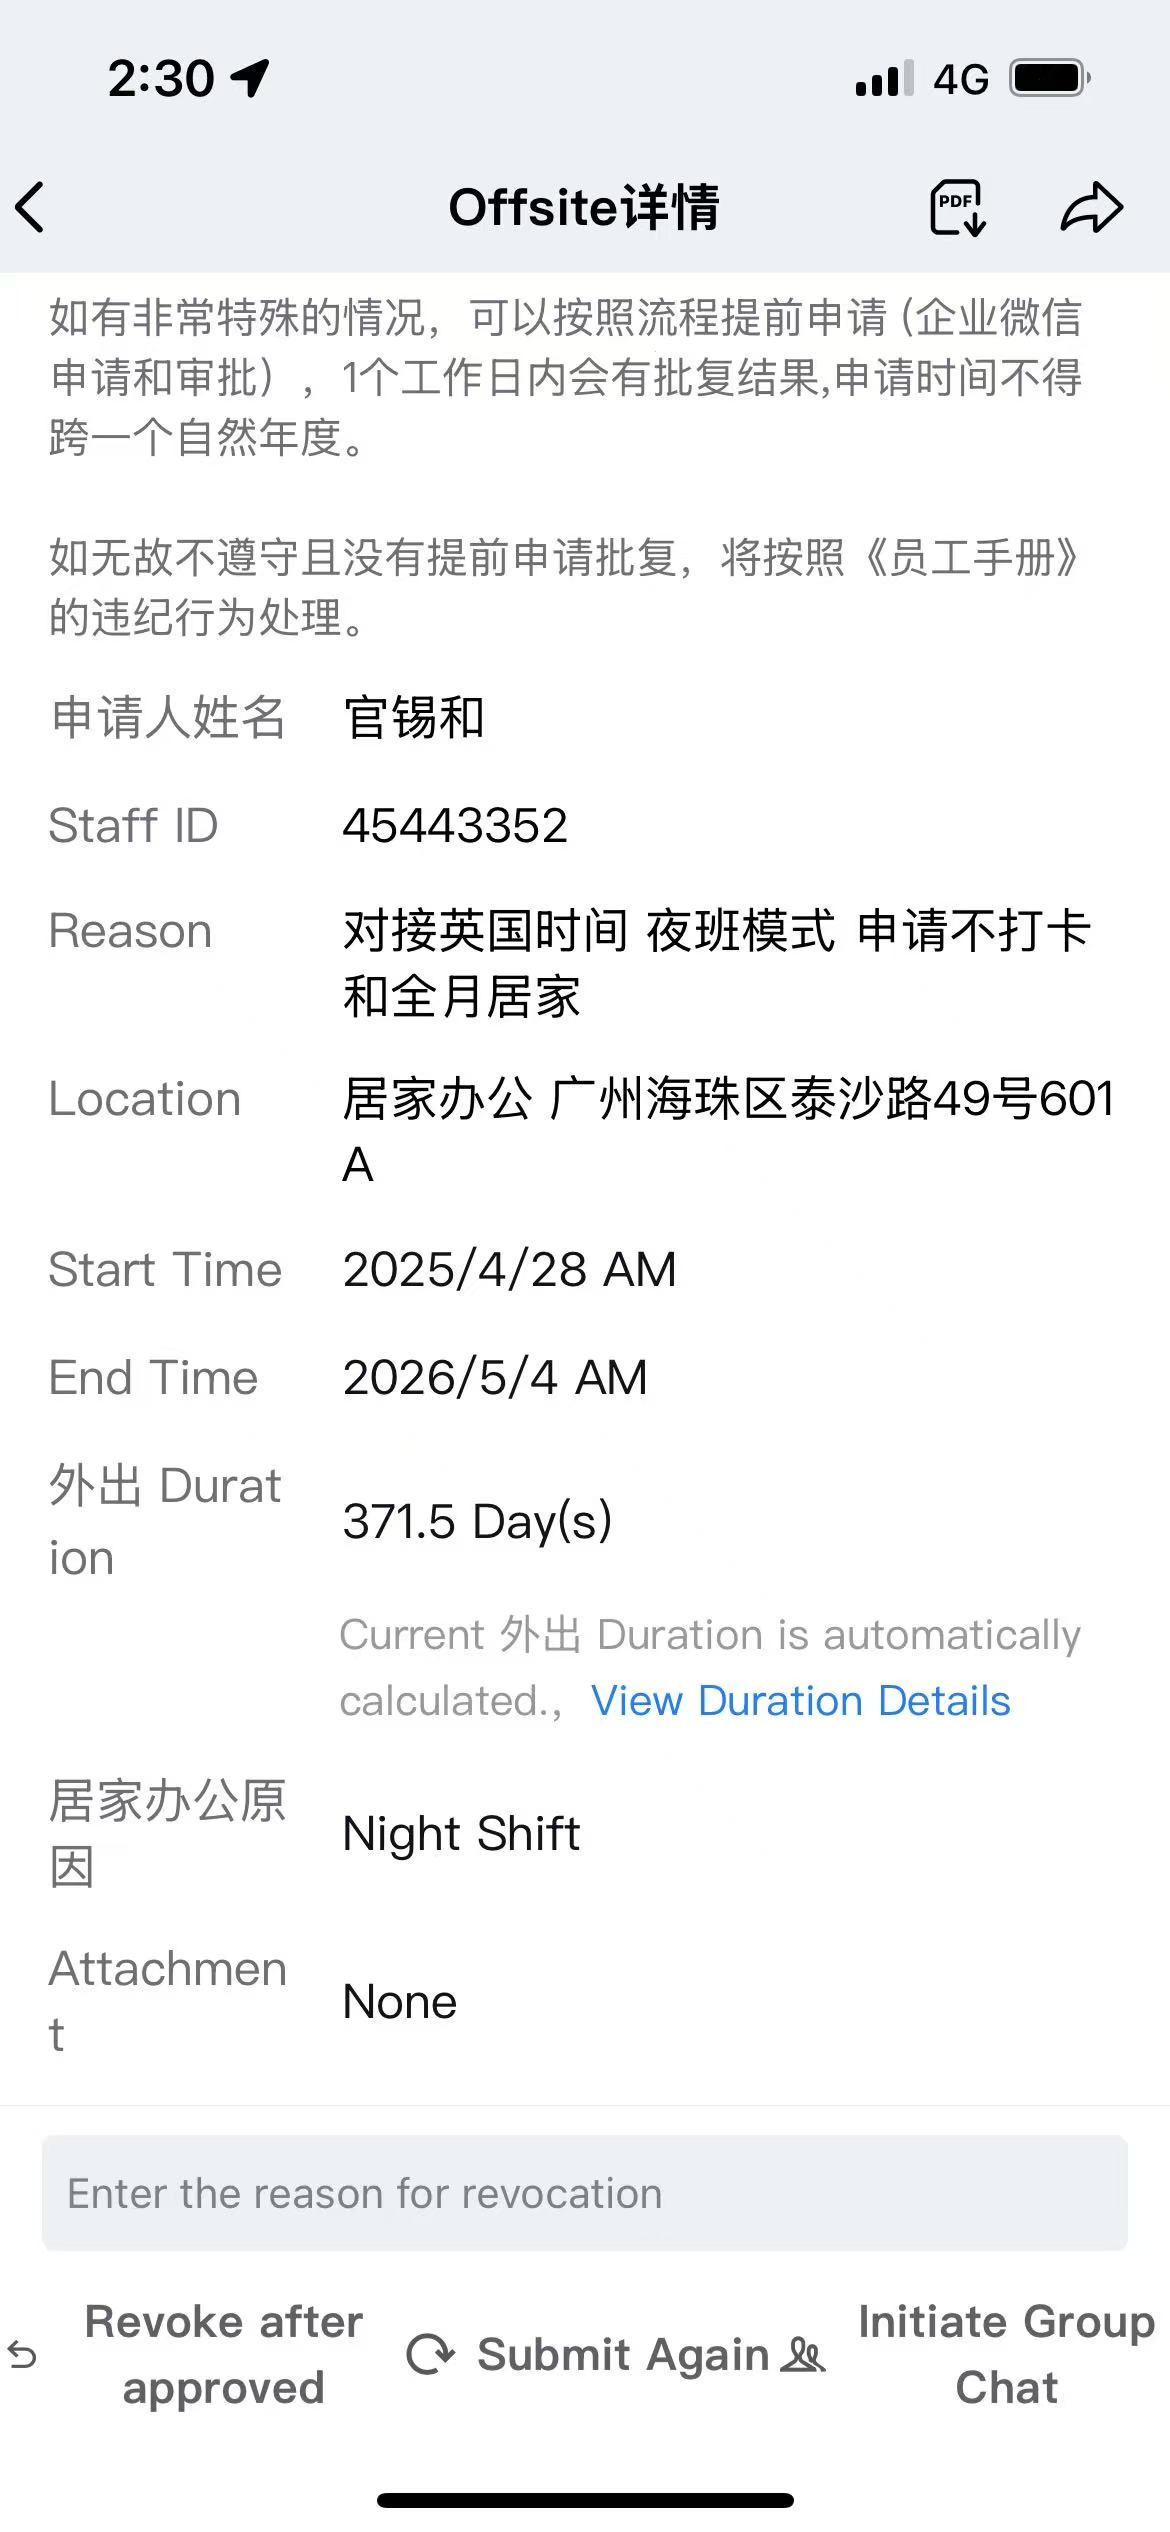 2:30
4G
Offsite详情
PDF
如有非常特殊的情况，可以按照流程提前申请 (企业微信
申请和审批），1个工作日内会有批复结果,申请时间不得
跨一个自然年度。
如无故不遵守且没有提前申请批复，将按照《员工手册》
的违纪行为处理。
申请人姓名 官锡和
Staff ID 45443352
Reason 对接英国时间 夜班模式 申请不打卡
和全月居家
Location 居家办公 广州海珠区泰沙路49号601
A
Start Time 2025/4/28 AM
End Time 2026/5/4 AM
外出 Durat
ion
371.5 Day(s)
Current 外出 Duration is automatically
calculated.，View Duration Details
居家办公原
因
Night Shift
Attachmen
t
None
Enter the reason for revocation
Revoke after
approved
Submit Again
Initiate Group
Chat